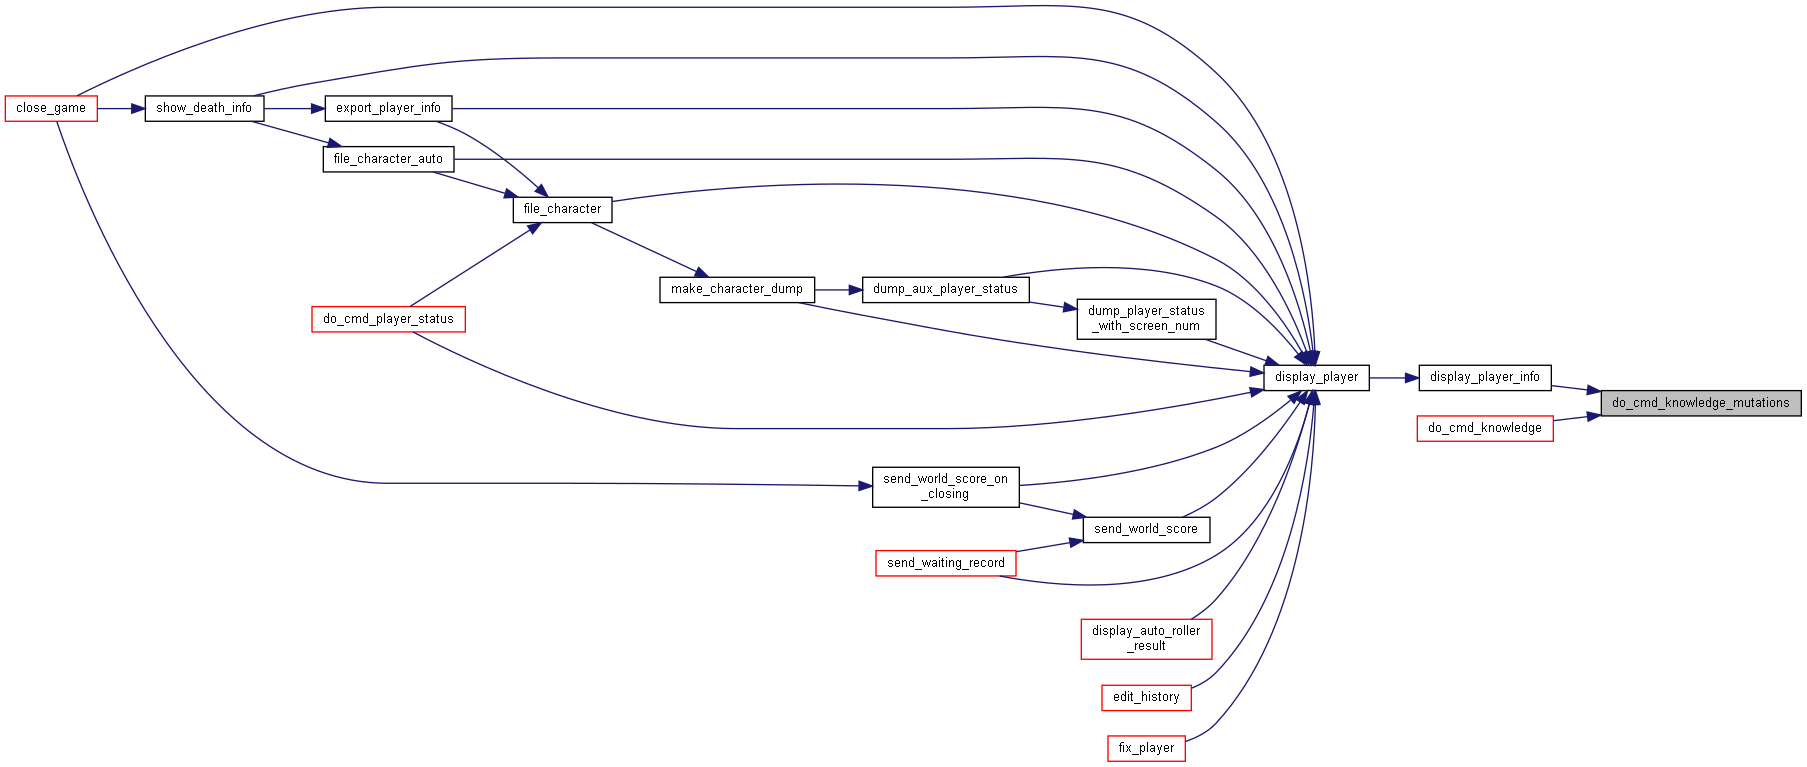 close_game
show_death_info
export_player_info
file_character_auto
file_character
do_cmd_player_status
make_character_dump
dump_aux_player_status
dump_player_status
_with_screen_num
display_player
display_player_info
do_cmd_knowledge_mutations
do_cmd_knowledge
send_world_score_on
_closing
send_world_score
send_waiting_record
display_auto_roller
_result
edit_history
fix_player